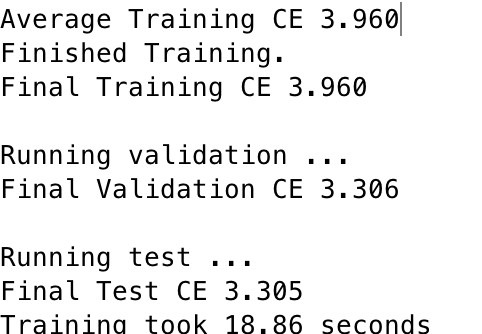 Average Training CE 3.960
Finished Training.
Final Training CE 3.960
Running validation ...
Final Validation CE 3.306
Running test ...
Final Test CE 3.305
Training took 18.86 seconds